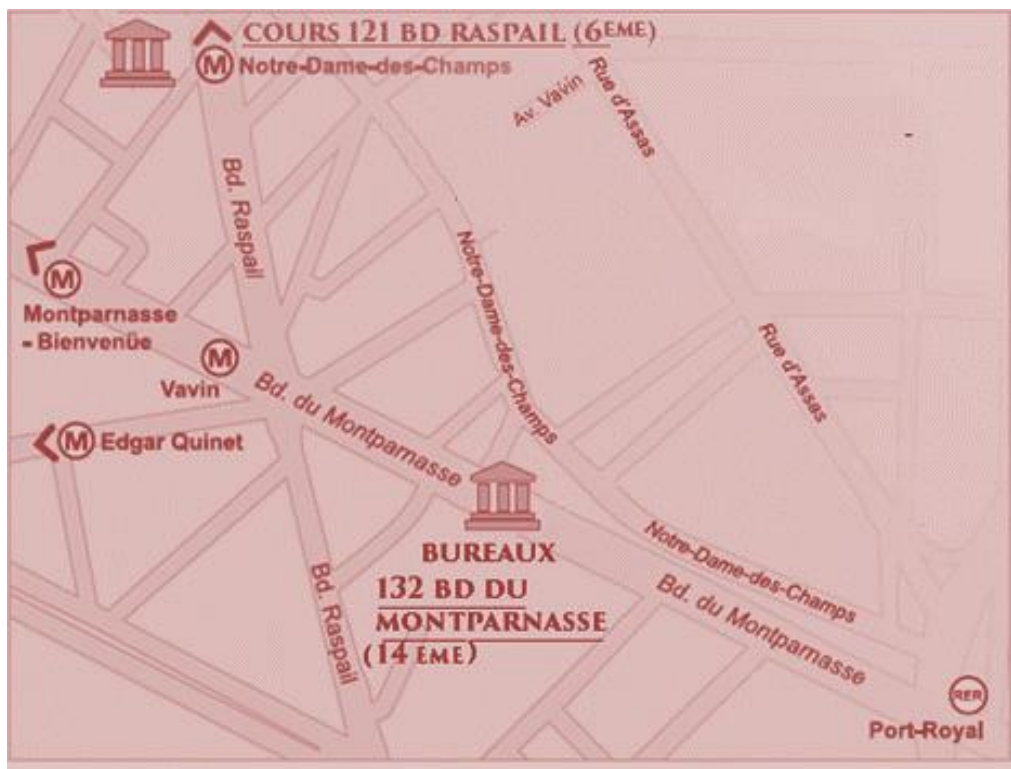 COURS 121 BD RASPAIL (6EME)
M Notre-Dame-des-Champs
Av. Vavin
Rue d'Assas
Bd. Raspail
Notre-Dame-des-Champs
M
Montparnasse
- Bienvenüe
Rue d'Assas
M
Vavin
Bd. du Montparnasse
M Edgar Quinet
BUREAUX
132 BD DU
MONTPARNASSE
(14 EME)
Bd. Raspail
Notre-Dame-des-Champs
Bd. du Montparnasse
RER
Port-Royal